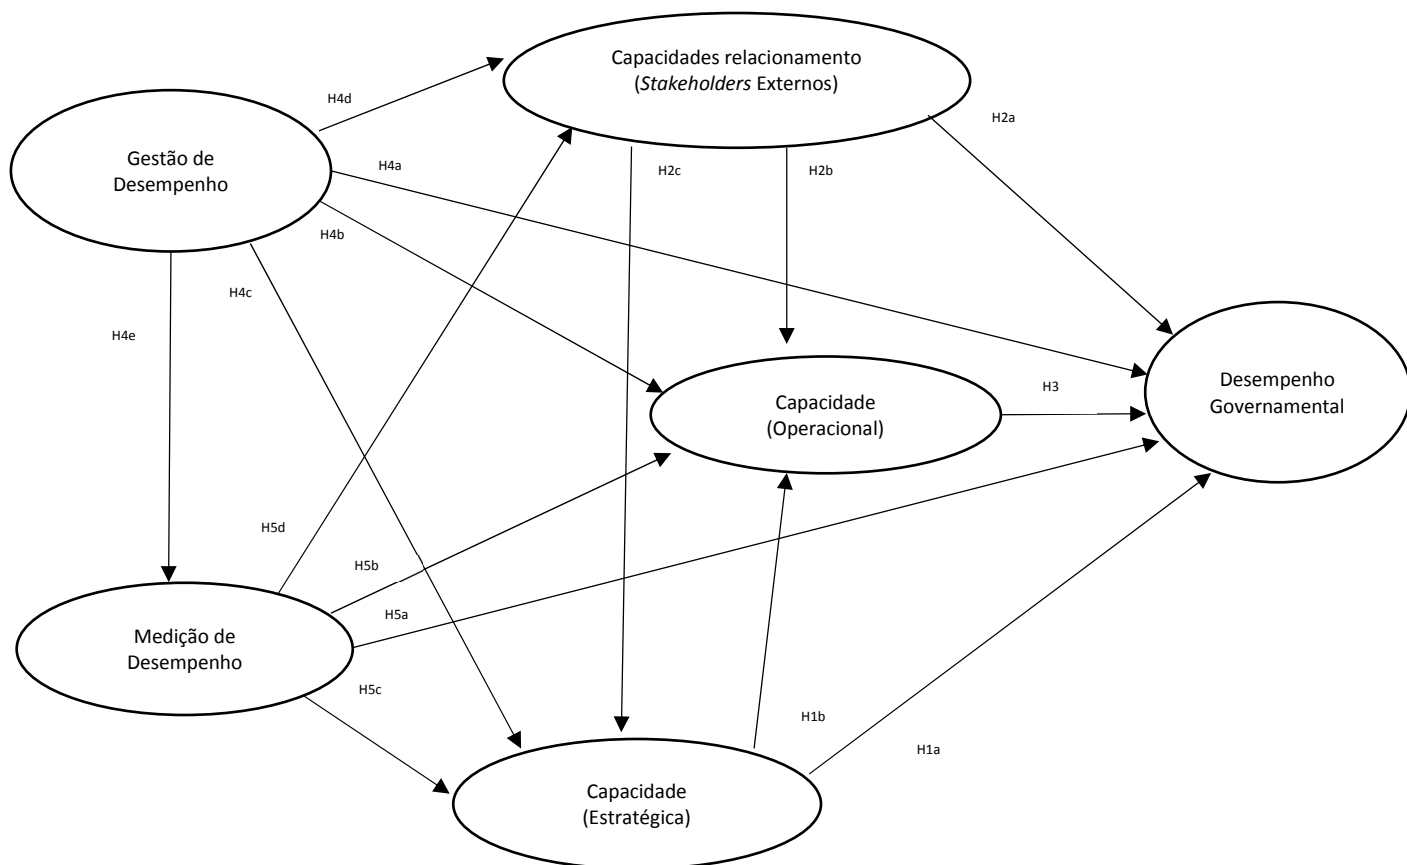 Capacidades relacionamento
(Stakeholders Externos)
H4d
H2a
Gestão de
Desempenho
H4a
H2c
H2b
H4b
H4c
H4e
Desempenho
Governamental
H3
Capacidade
(Operacional)
H5d
H5b
H5a
Medição de
Desempenho
H5c
H1b
H1a
Capacidade
(Estratégica)